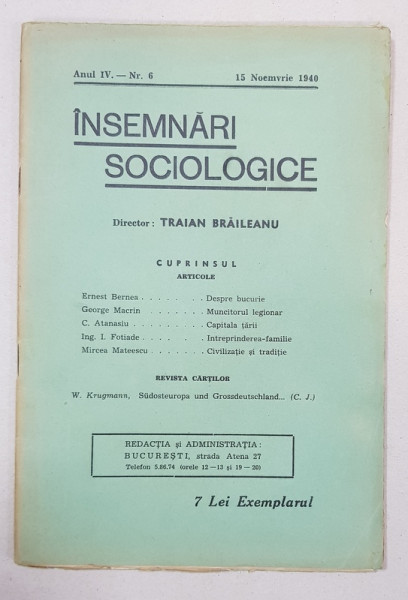 Anul IV. — Nr. 6 15 Noemvrie 1940
ÎNSEMNĂRI
SOCIOLOGICE
Director: TRAIAN BRĂILEANU
CUPRINSUL
ARTICOLE
Ernest Bernea . . . . . . . Despre bucurie
George Macrin . . . . . . . Muncitorul legionar
C. Atanasiu . . . . . . . . Capitala țării
Ing. I. Fotiade . . . . . . Intreprinderea-familie
Mircea Mateescu . . . . . . . Civilizație și tradiție
REVISTA CĂRȚILOR
W. Krugmann, Südosteuropa und Grossdeutschland... (C. J.)
REDACȚIA și ADMINISTRAȚIA:
BUCUREȘTI, strada Atena 27
Telefon 5.86.74 (orele 12—13 și 19—20)
7 Lei Exemplarul